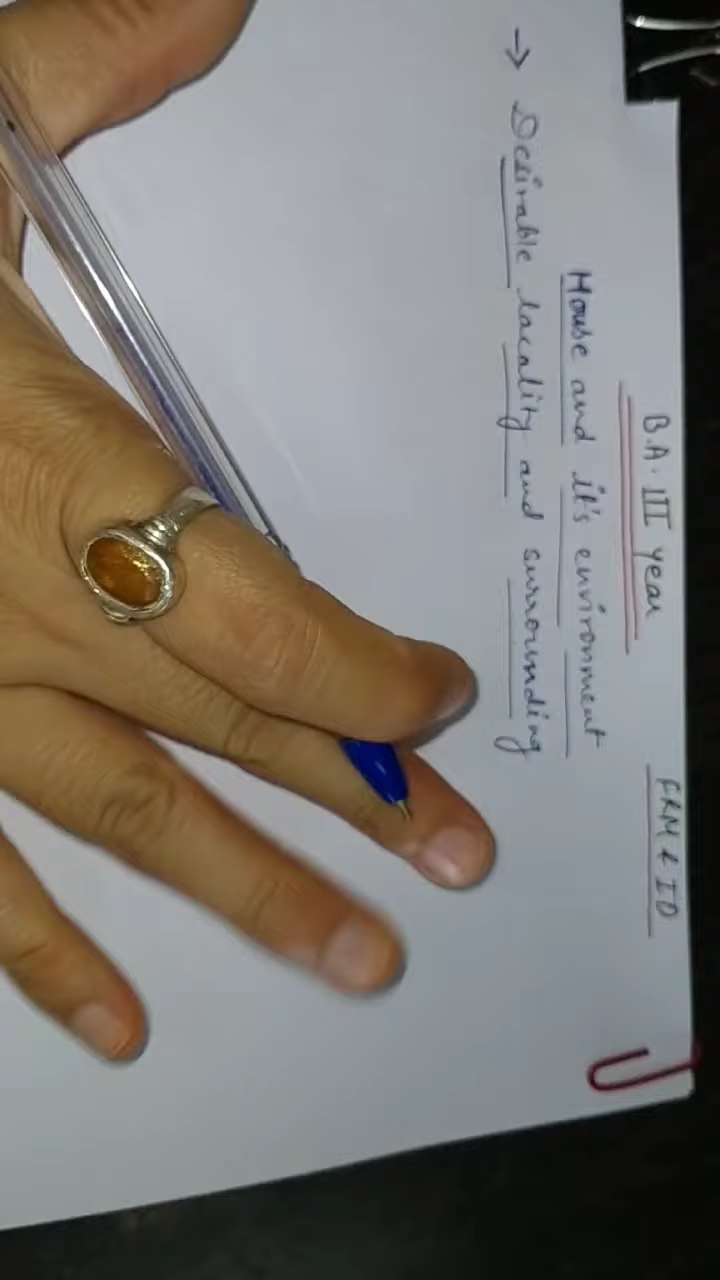 B.A. III year
FRM & ID
House and it's environment
→ Desirable locality and surrounding